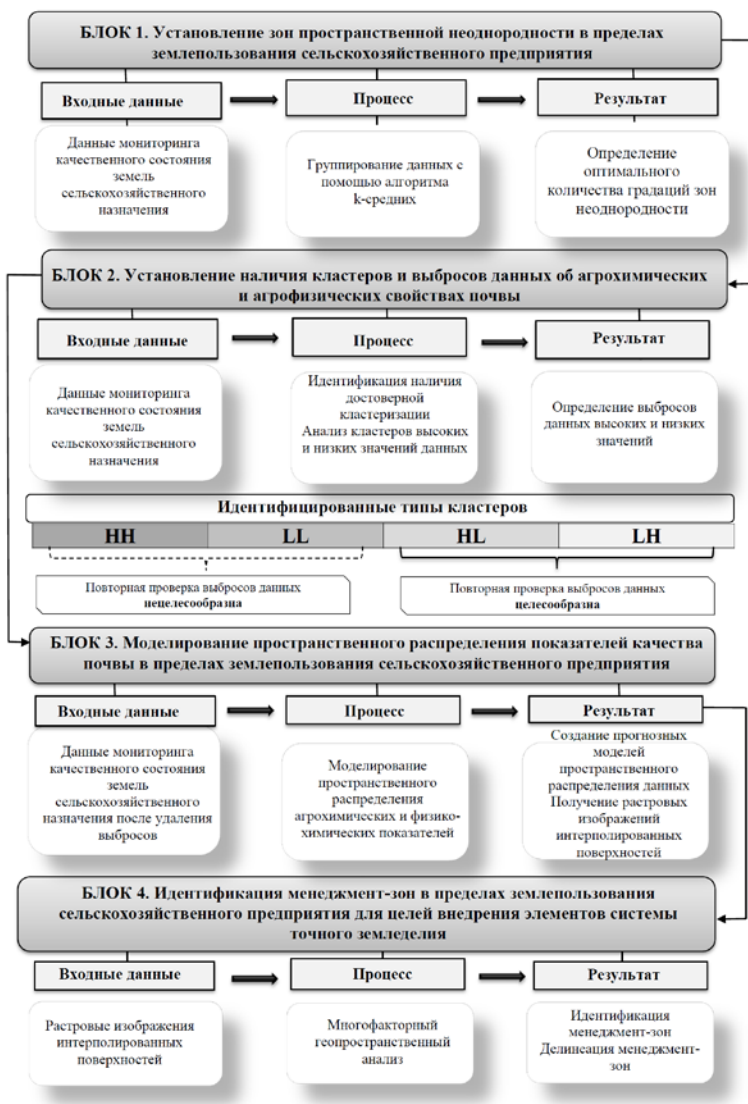 БЛОК 1. Установление зон пространственной неоднородности в пределах
землепользования сельскохозяйственного предприятия
Входные данные
Процесс
Результат
Данные мониторинга
качественного состояния
земель
сельскохозяйственного
назначения
Группирование данных с
помощью алгоритма
k-средних
Определение
оптимального
количества градаций зон
неоднородности
БЛОК 2. Установление наличия кластеров и выбросов данных об агрохимических
и агрофизических свойствах почвы
Входные данные
Процесс
Результат
Данные мониторинга
качественного состояния
земель
сельскохозяйственного
назначения
Идентификация наличия
достоверной
кластеризации
Анализ кластеров высоких
и низких значений данных
Определение выбросов
данных высоких и низких
значений
Идентифицированные типы кластеров
HH
LL
HL
LH
Повторная проверка выбросов данных
нецелесообразна
Повторная проверка выбросов данных
целесообразна
БЛОК 3. Моделирование пространственного распределения показателей качества
почвы в пределах землепользования сельскохозяйственного предприятия
Входные данные
Процесс
Результат
Данные мониторинга
качественного состояния
земель
сельскохозяйственного
назначения после удаления
выбросов
Моделирование
пространственного
распределения
агрохимических и физико-
химических показателей
Создание прогнозных
моделей
пространственного
распределения данных
Получение растровых
изображений
интерполированных
поверхностей
БЛОК 4. Идентификация менеджмент-зон в пределах землепользования
сельскохозяйственного предприятия для целей внедрения элементов системы
точного земледелия
Входные данные
Процесс
Результат
Растровые изображения
интерполированных
поверхностей
Многофакторный
геопространственный
анализ
Идентификация
менеджмент-зон
Делинеация менеджмент-
зон